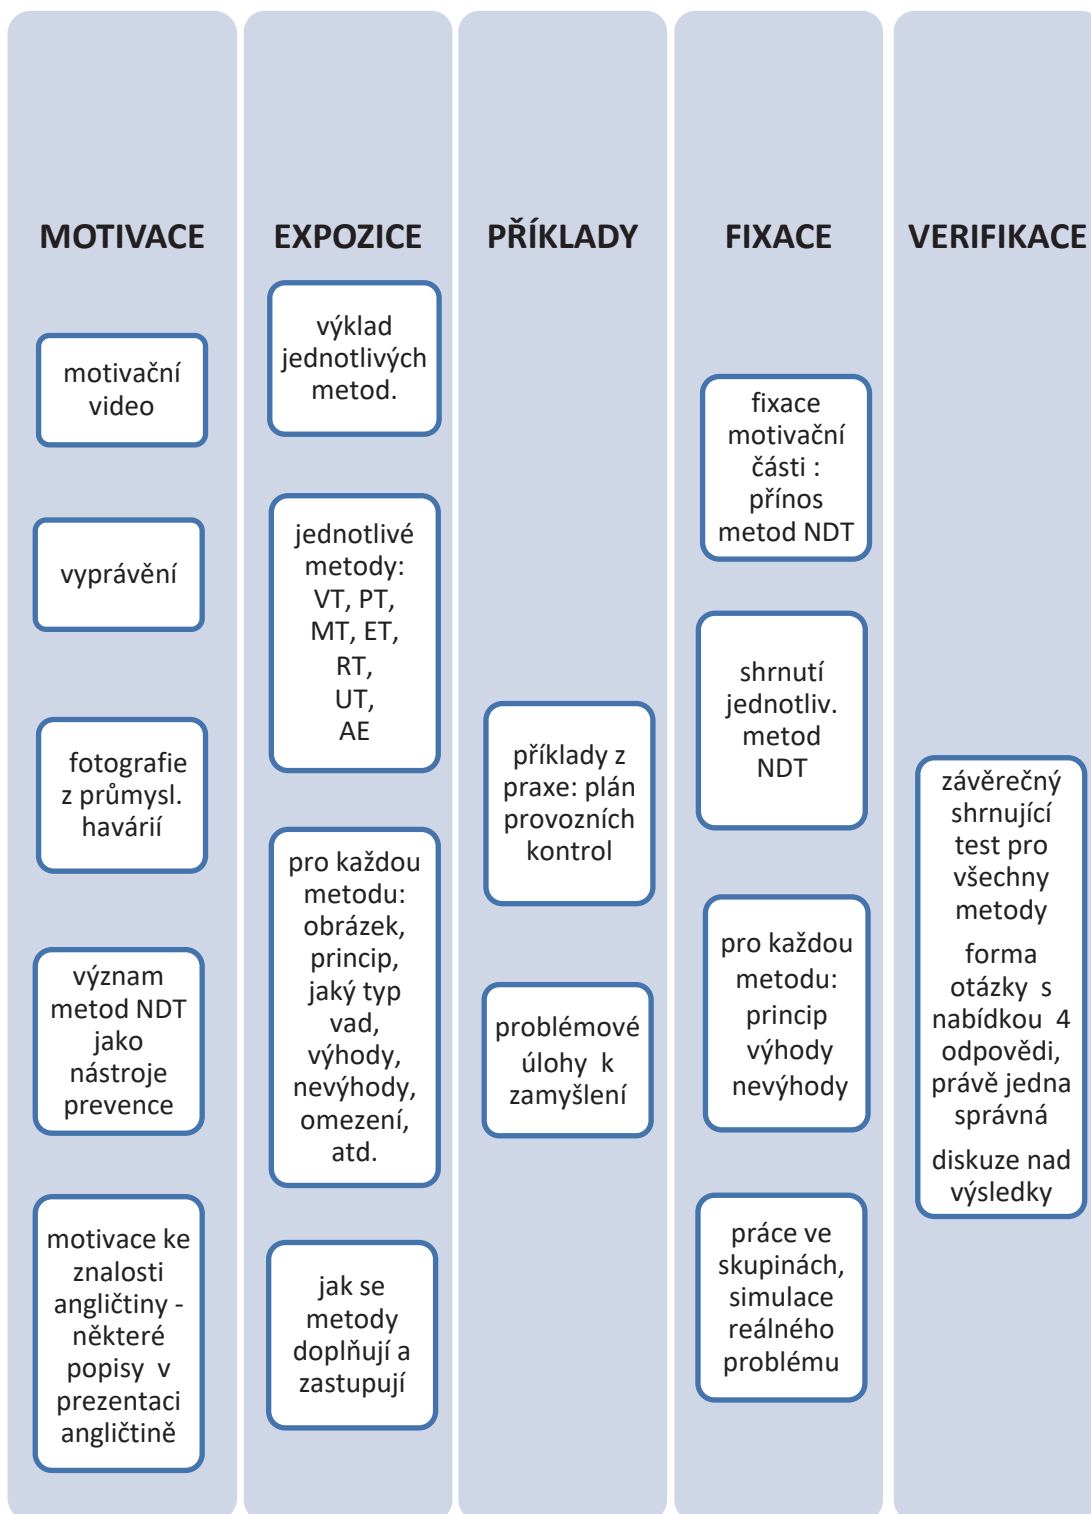 MOTIVACE
motivační
video
vyprávění
fotografie
z průmysl.
havárií
význam
metod NDT
jako
nástroje
prevence
motivace ke
znalosti
angličtiny -
některé
popisy v
prezentaci
angličtině
EXPOZICE
výklad
jednotlivých
metod.
jednotlivé
metody:
VT, PT,
MT, ET,
RT,
UT,
AE
pro každou
metodu:
obrázek,
princip,
jaký typ
vad,
výhody,
nevýhody,
omezení,
atd.
jak se
metody
doplňují a
zastupují
PŘÍKLADY
příklady z
praxe: plán
provozních
kontrol
problémové
úlohy k
zamyšlení
FIXACE
fixace
motivační
části :
přínos
metod NDT
shrnutí
jednotliv.
metod
NDT
pro každou
metodu:
princip
výhody
nevýhody
práce ve
skupinách,
simulace
reálného
problému
VERIFIKACE
závěrečný
shrnující
test pro
všechny
metody
forma
otázky s
nabídkou 4
odpovědi,
právě jedna
správná
diskuze nad
výsledky